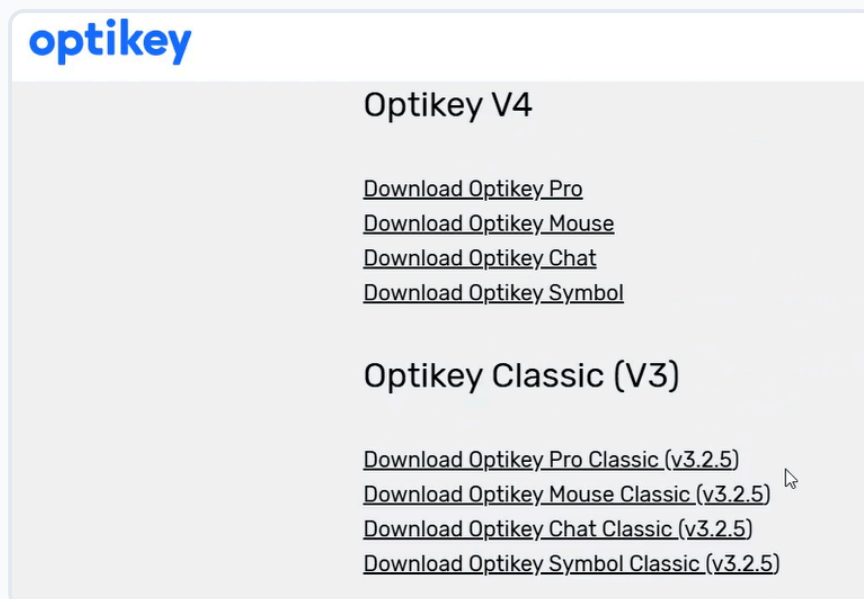 optikey
Optikey V4
Download Optikey Pro
Download Optikey Mouse
Download Optikey Chat
Download Optikey Symbol
Optikey Classic (V3)
Download Optikey Pro Classic (v3.2.5)
Download Optikey Mouse Classic (v3.2.5)
Download Optikey Chat Classic (v3.2.5)
Download Optikey Symbol Classic (v3.2.5)